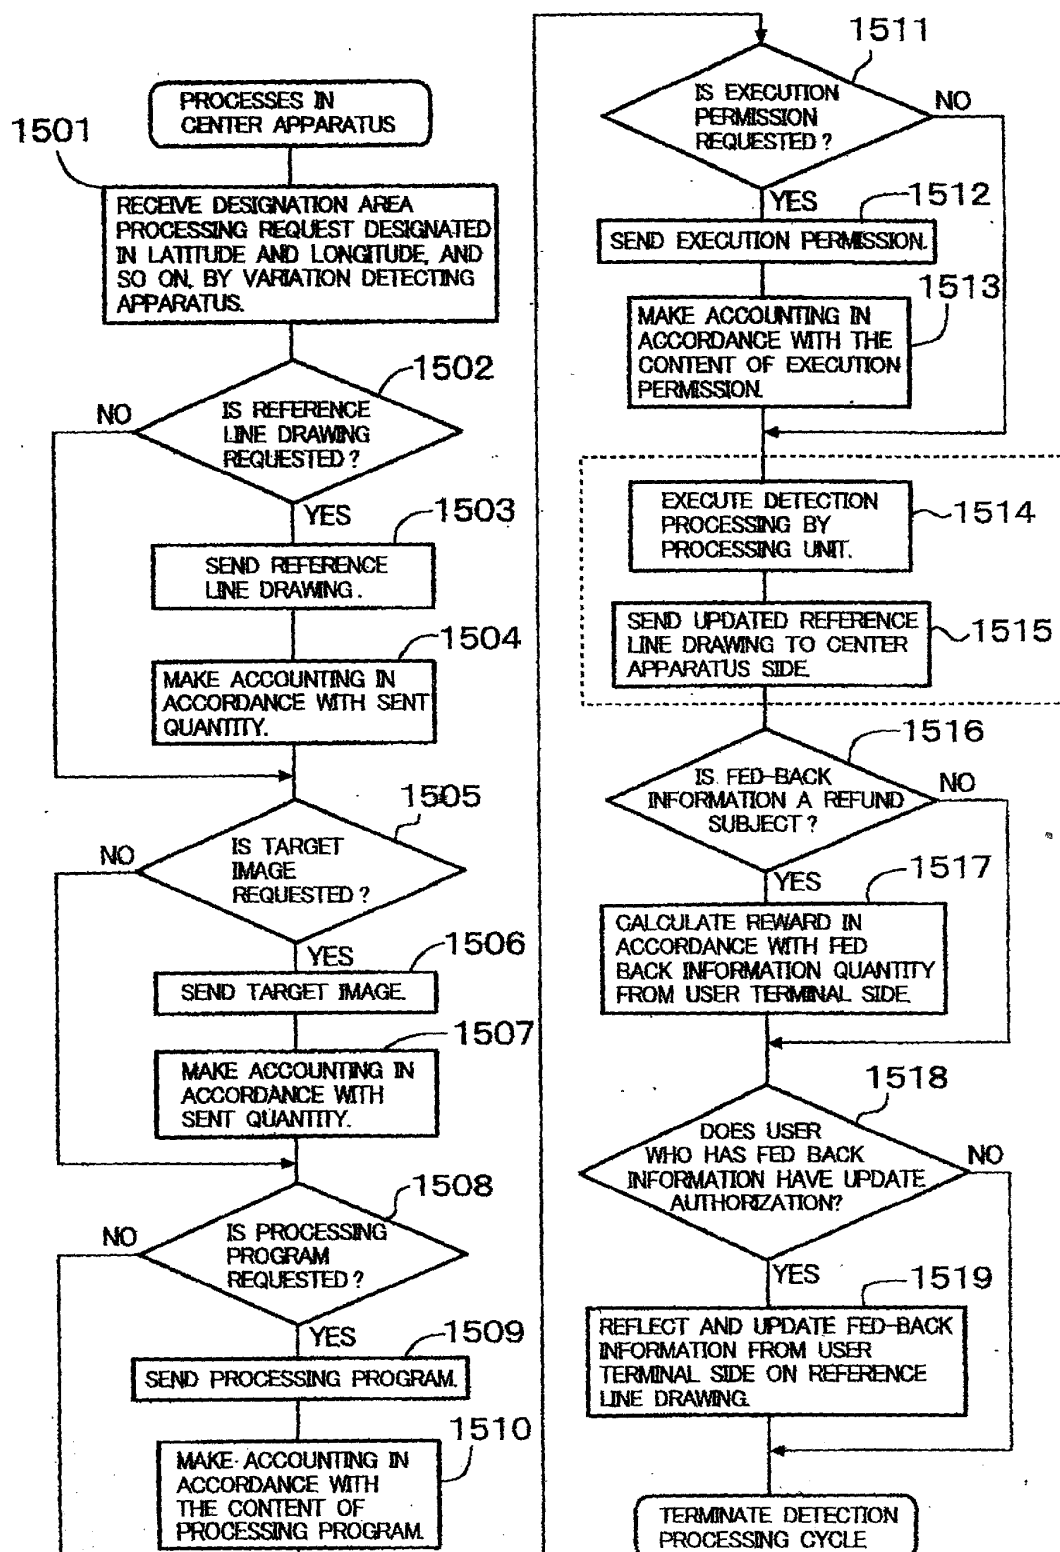 PROCESSES IN
CENTER APPARATUS
1501
RECEIVE DESIGNATION AREA
PROCESSING REQUEST DESIGNATED
IN LATITUDE AND LONGITUDE, AND
SO ON, BY VARIATION DETECTING
APPARATUS.
1502
NO
IS REFERENCE
LINE DRAWING
REQUESTED?
YES
1503
SEND REFERENCE
LINE DRAWING.
1504
MAKE ACCOUNTING IN
ACCORDANCE WITH SENT
QUANTITY.
1505
NO
IS TARGET
IMAGE
REQUESTED?
YES
1506
SEND TARGET IMAGE.
1507
MAKE ACCOUNTING IN
ACCORDANCE WITH
SENT QUANTITY.
1508
NO
IS PROCESSING
PROGRAM
REQUESTED?
YES
1509
SEND PROCESSING PROGRAM.
1510
MAKE ACCOUNTING IN
ACCORDANCE WITH
THE CONTENT OF
PROCESSING PROGRAM.
1511
IS EXECUTION
PERMISSION
REQUESTED?
NO
YES
1512
SEND EXECUTION PERMISSION.
1513
MAKE ACCOUNTING IN
ACCORDANCE WITH THE
CONTENT OF EXECUTION
PERMISSION.
EXECUTE DETECTION
PROCESSING BY
PROCESSING UNIT.
1514
SEND UPDATED REFERENCE
LINE DRAWING TO CENTER
APPARATUS SIDE.
1515
1516
IS FED-BACK
INFORMATION A REFUND
SUBJECT?
NO
YES
1517
CALCULATE REWARD IN
ACCORDANCE WITH FED
BACK INFORMATION QUANTITY
FROM USER TERMINAL SIDE.
1518
DOES USER
WHO HAS FED BACK
INFORMATION HAVE UPDATE
AUTHORIZATION?
NO
YES
1519
REFLECT AND UPDATE FED-BACK
INFORMATION FROM USER
TERMINAL SIDE ON REFERENCE
LINE DRAWING.
TERMINATE DETECTION
PROCESSING CYCLE